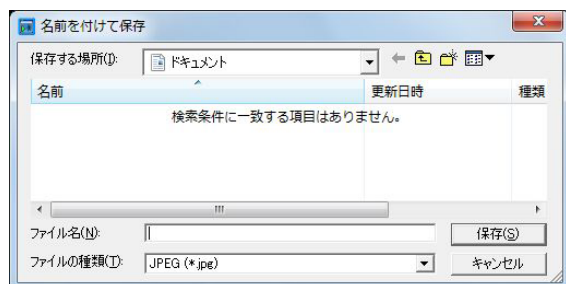 名前を付けて保存
保存する場所(I): ドキュメント
名前 更新日時 種類
検索条件に一致する項目はありません。
ファイル名(N): 保存(S)
ファイルの種類(T): JPEG (*.jpg) キャンセル